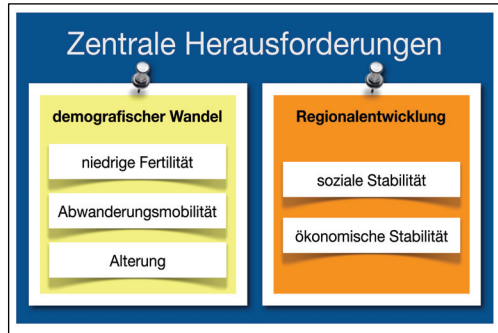 Zentrale Herausforderungen
demografischer Wandel
niedrige Fertilität
Abwanderungsmobilität
Alterung
Regionalentwicklung
soziale Stabilität
ökonomische Stabilität